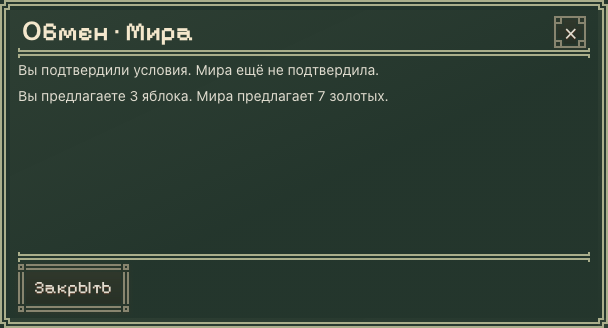 Обмен · Мира
×
Вы подтвердили условия. Мира ещё не подтвердила.
Вы предлагаете 3 яблока. Мира предлагает 7 золотых.
Закрыть